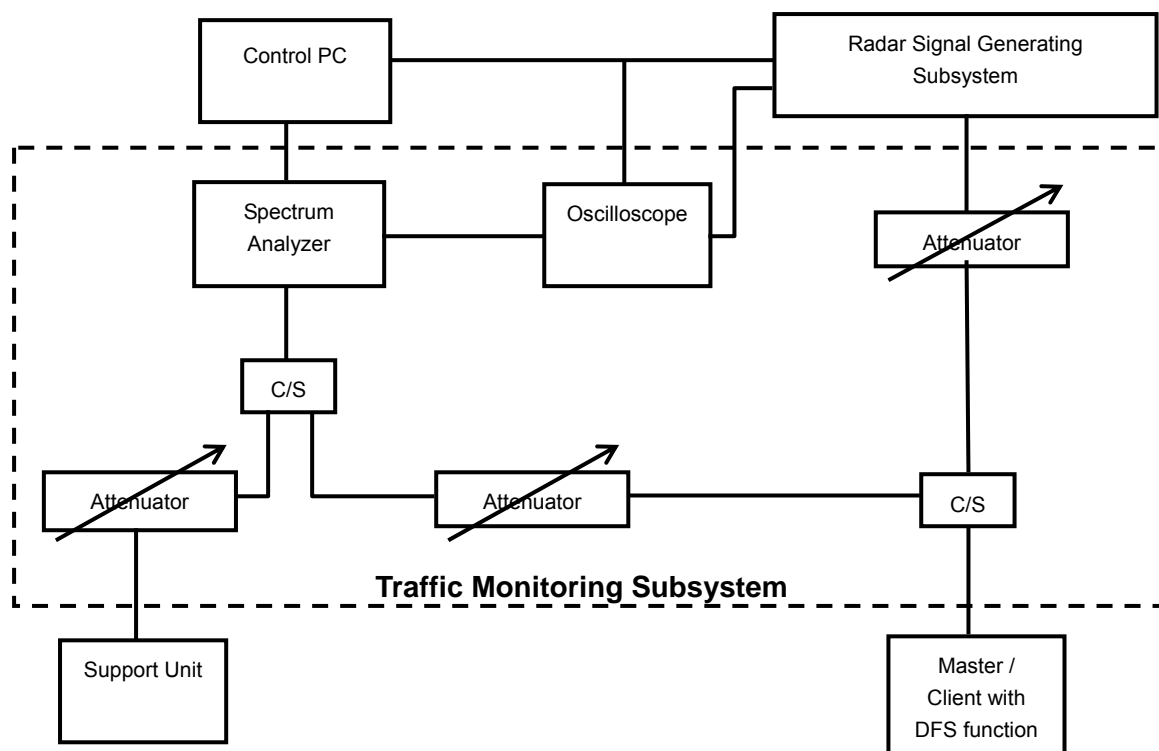 Control PC
Radar Signal Generating
Subsystem
Spectrum
Analyzer
Oscilloscope
Attenuator
C/S
Attenuator
Attenuator
C/S
Traffic Monitoring Subsystem
Support Unit
Master /
Client with
DFS function